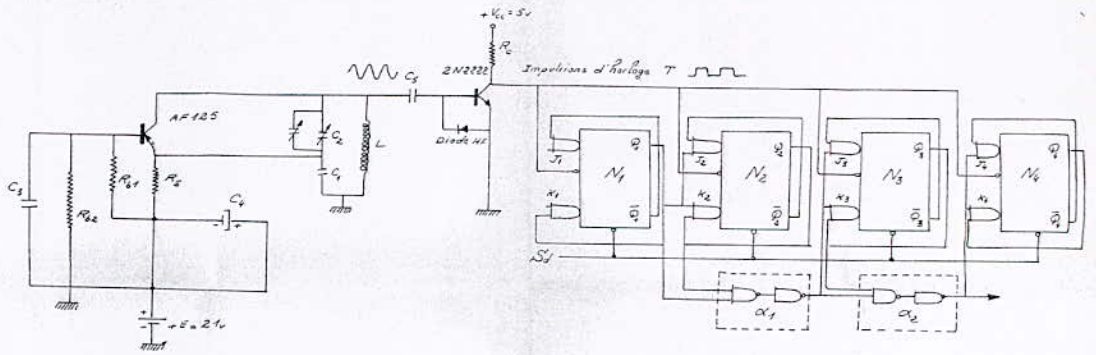 +Vcc = 5v
Rc
2N2222
Impulsions d'horloge T
C5
AF125
Diode HF
C2
L
C1
C3
Rb2
Rb1
R5
C4
- +
+
-
+E = 21v
J1
K1
N1
Q1
Q̅1
J2
K2
N2
Q2
Q̅2
J3
K3
N3
Q3
Q̅3
J4
K4
N4
Q4
Q̅4
5v
α1
α2